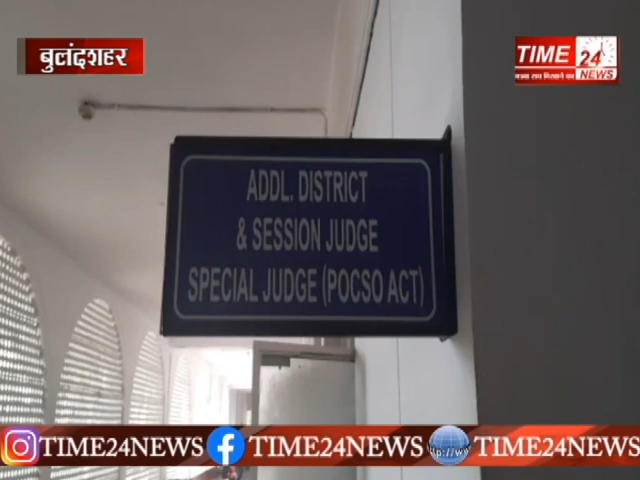 बुलंदशहर
TIME 24
NEWS
ADDL. DISTRICT
& SESSION JUDGE
SPECIAL JUDGE (POCSO ACT)
TIME24NEWS TIME24NEWS TIME24NEWS